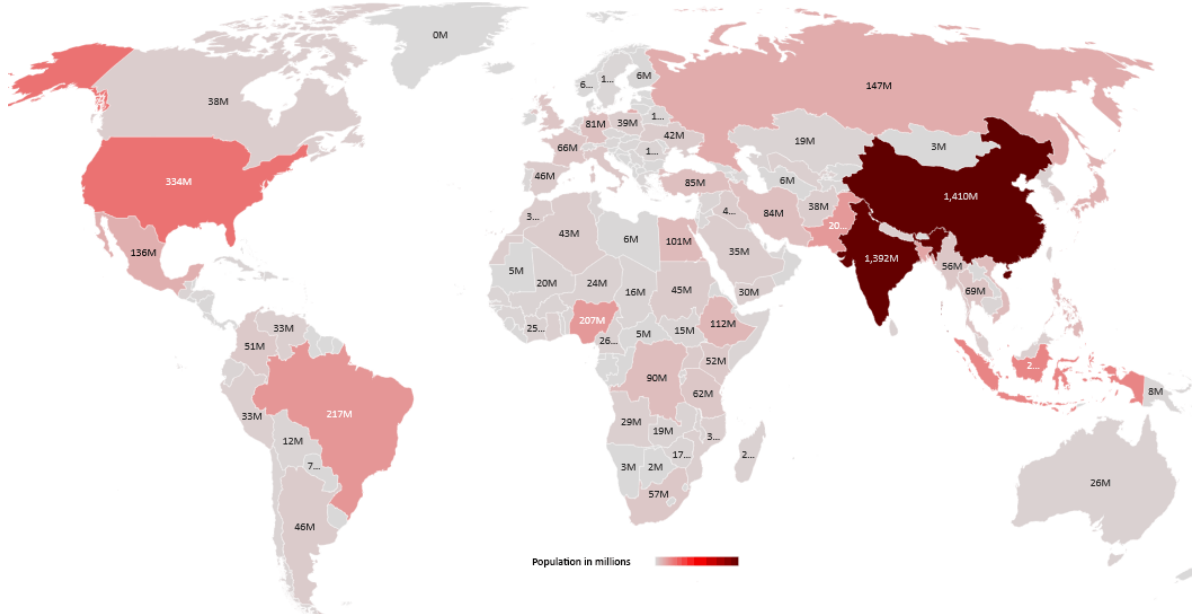 0M
38M
334M
136M
33M
51M
217M
33M
12M
7...
46M
6...
1...
6M
81M
39M
1...
42M
66M
1...
46M
85M
147M
19M
3M
6M
1,410M
38M
84M
4...
20...
3...
43M
6M
101M
35M
1,392M
56M
5M
20M
24M
16M
45M
30M
69M
207M
25...
26...
5M
15M
112M
52M
90M
62M
2...
8M
29M
19M
3...
17...
2...
3M
2M
57M
26M
Population in millions